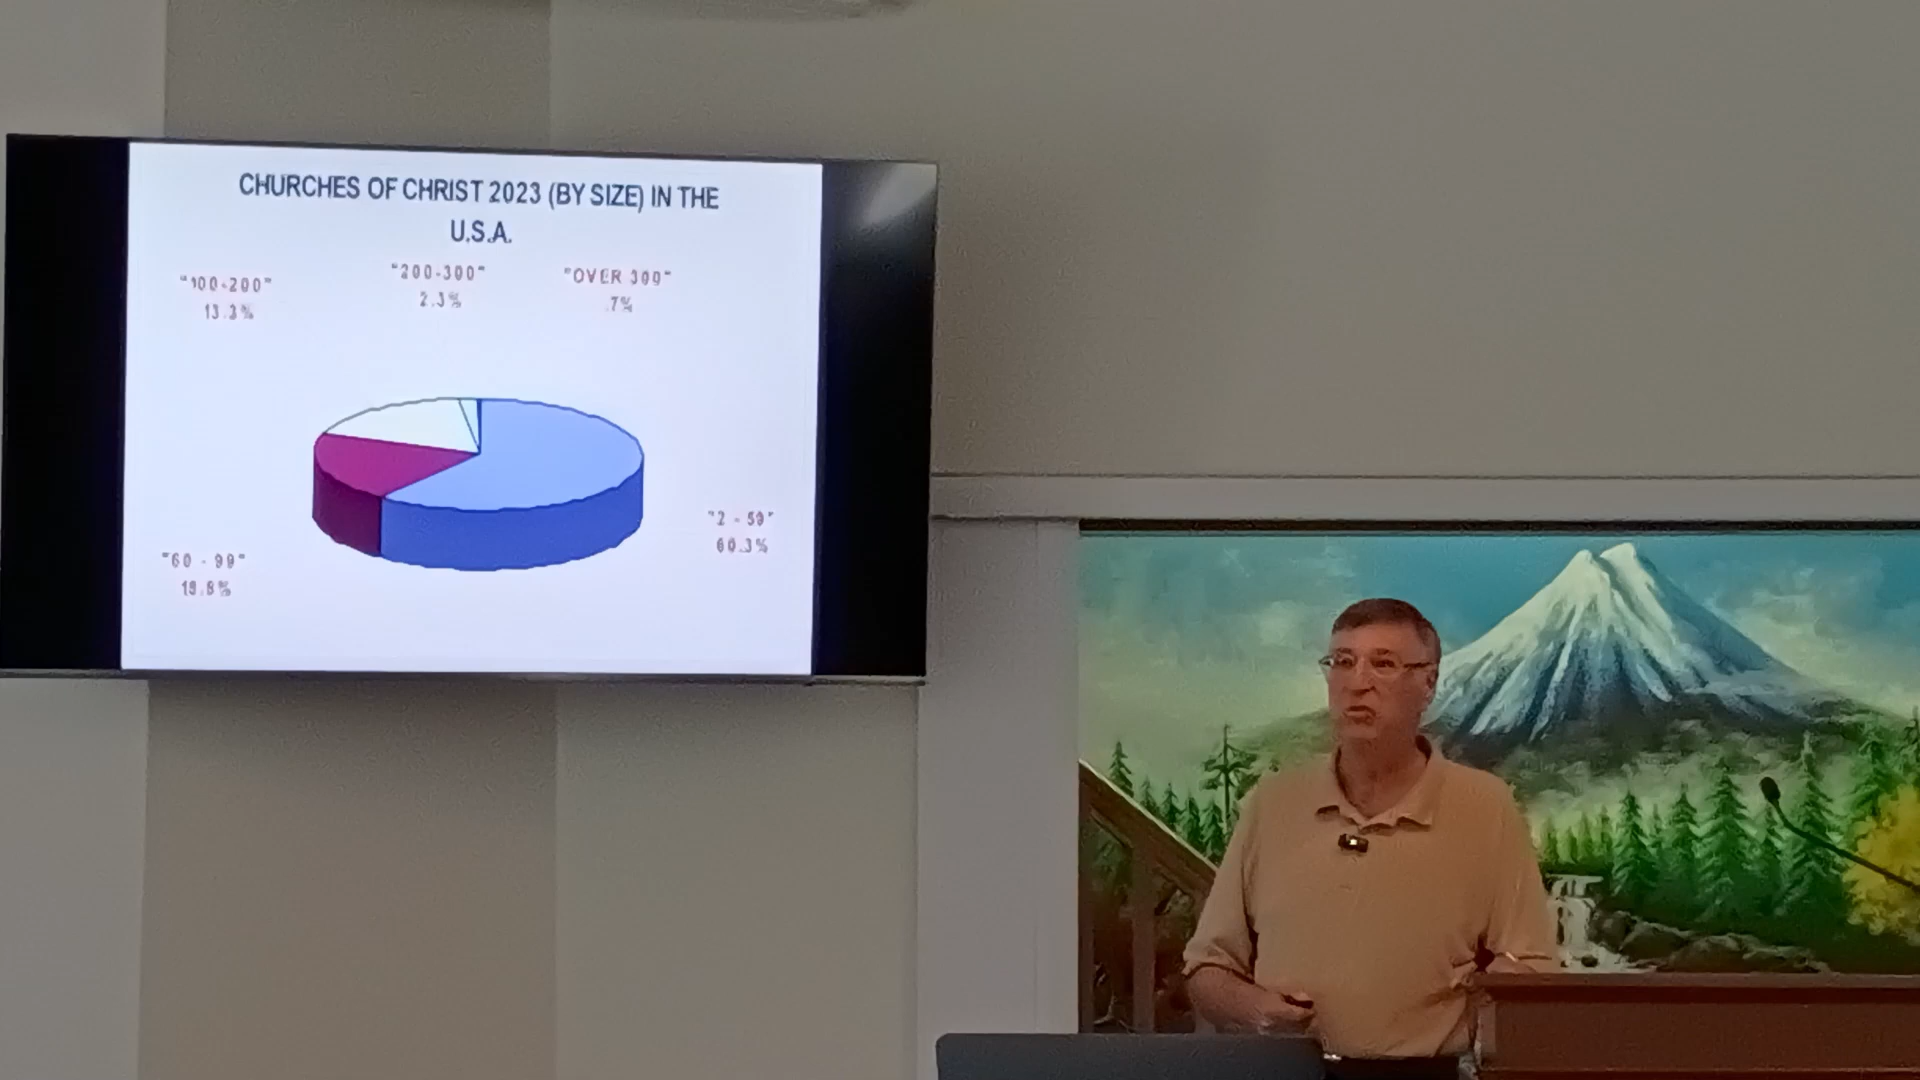 CHURCHES OF CHRIST 2023 (BY SIZE) IN THE
U.S.A.
"100-200"
13.3%
"200-300"
2.3%
"OVER 300"
.7%
"2 - 59"
60.3%
"60 - 99"